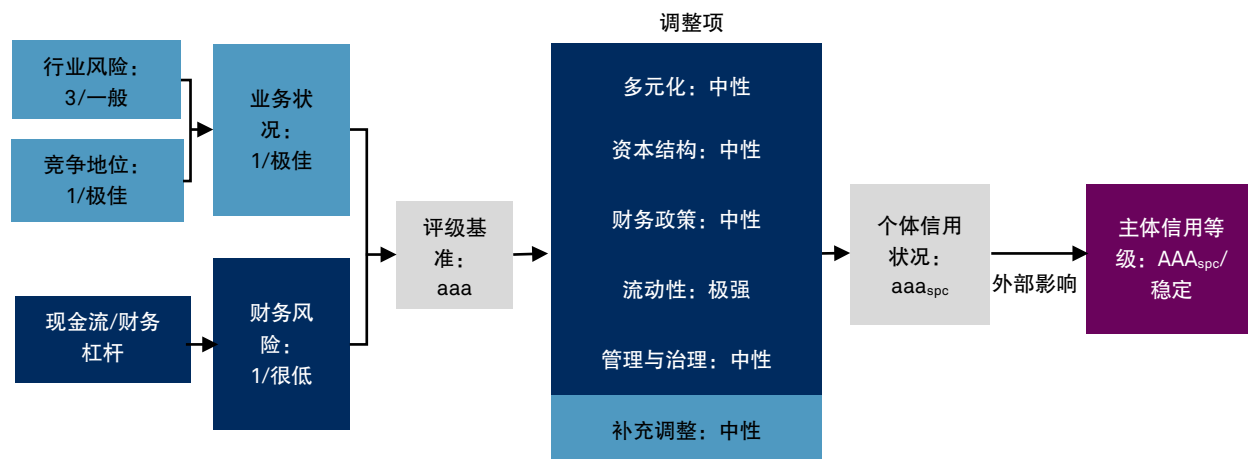 调整项
行业风险：
3/一般
竞争地位：
1/极佳
业务状
况：
1/极佳
现金流/财务
杠杆
财务风
险：
1/很低
评级基
准：
aaa
多元化：中性
资本结构：中性
财务政策：中性
流动性：极强
管理与治理：中性
补充调整：中性
个体信用
状况：
aaaspc
外部影响
主体信用等
级：AAAspc/
稳定